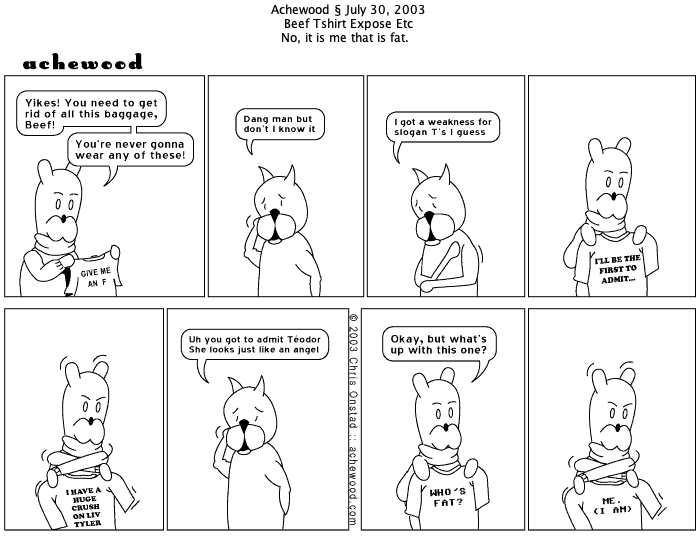 Achewood § July 30, 2003
Beef Tshirt Expose Etc
No, it is me that is fat.
achewood
Yikes! You need to get
rid of all this baggage,
Beef!
You're never gonna
wear any of these!
GIVE ME
AN F
Dang man but
don't I know it
I got a weakness for
slogan T's I guess
I'LL BE THE
FIRST TO
ADMIT...
I HAVE A
HUGE
CRUSH
ON LIV
TYLER
Uh you got to admit Téodor
She looks just like an angel
© 2003 Chris Onstad :: achewood.com
Okay, but what's
up with this one?
WHO'S
FAT?
ME.
(I AM)